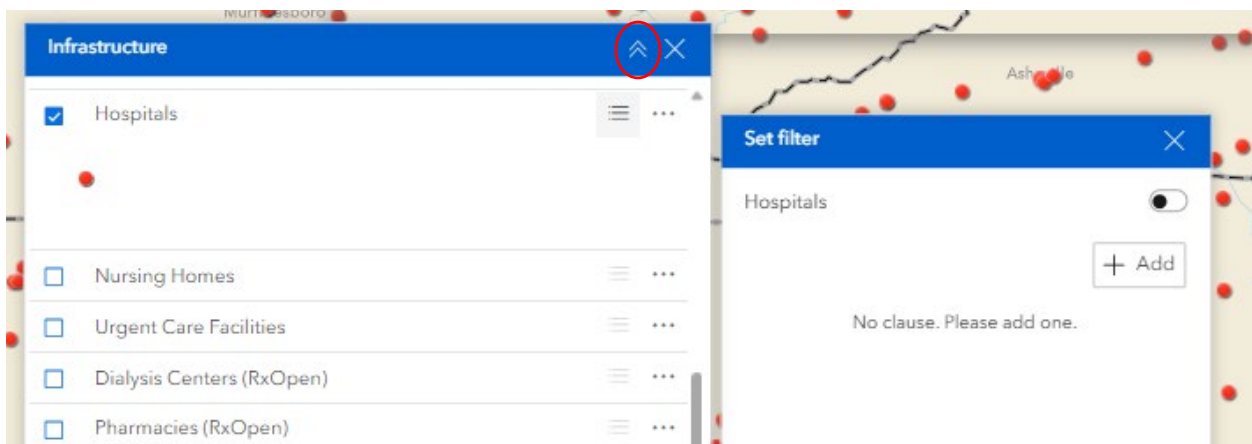 Infrastructure
Hospitals
Nursing Homes
Urgent Care Facilities
Dialysis Centers (RxOpen)
Pharmacies (RxOpen)
Set filter
Hospitals
+ Add
No clause. Please add one.